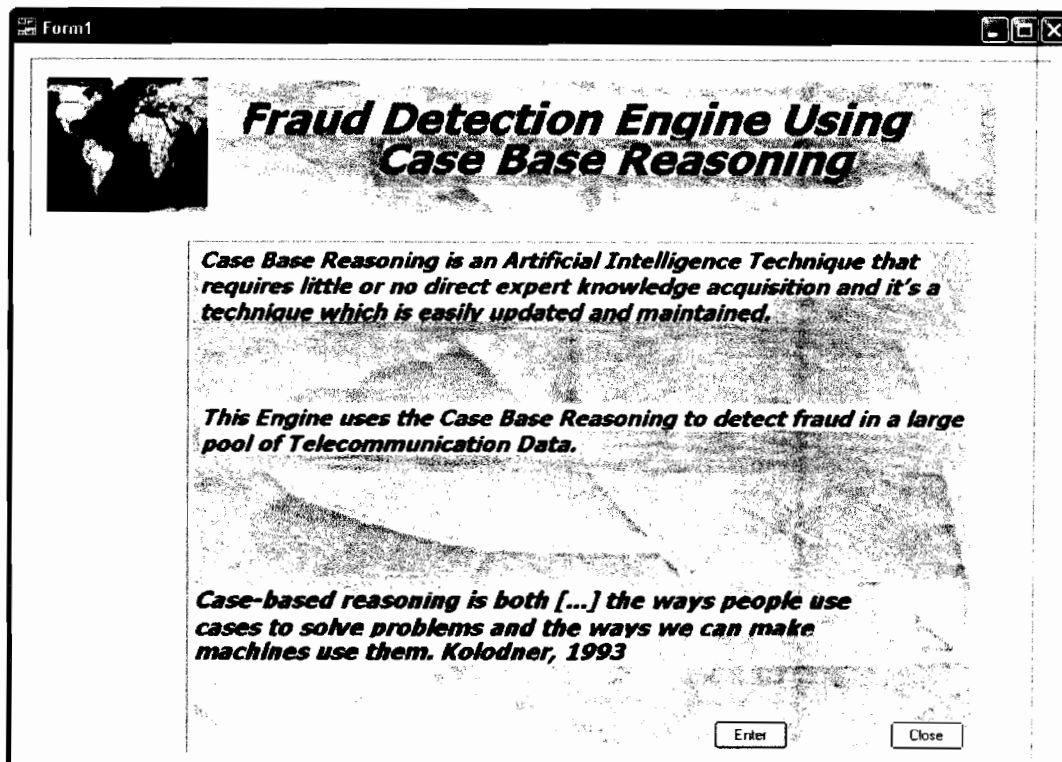 Form1
Fraud Detection Engine Using
Case Base Reasoning
Case Base Reasoning is an Artificial Intelligence Technique that
requires little or no direct expert knowledge acquisition and it's a
technique which is easily updated and maintained.
This Engine uses the Case Base Reasoning to detect fraud in a large
pool of Telecommunication Data.
Case-based reasoning is both [...] the ways people use
cases to solve problems and the ways we can make
machines use them. Kolodner, 1993
Enter Close